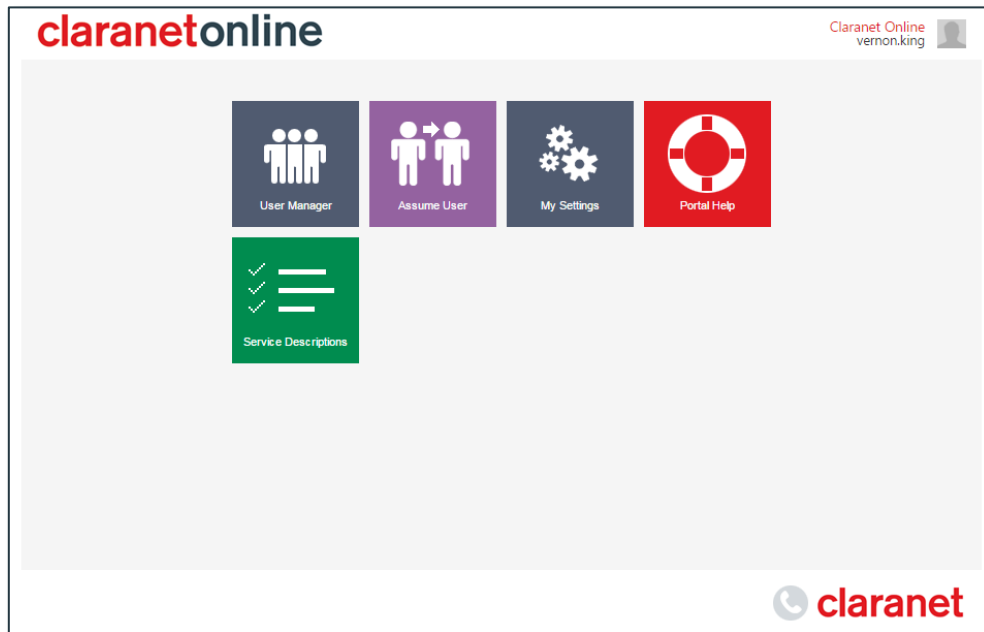 claranetonline
Claranet Online
vernon.king
User Manager
Assume User
My Settings
Portal Help
Service Descriptions
claranet